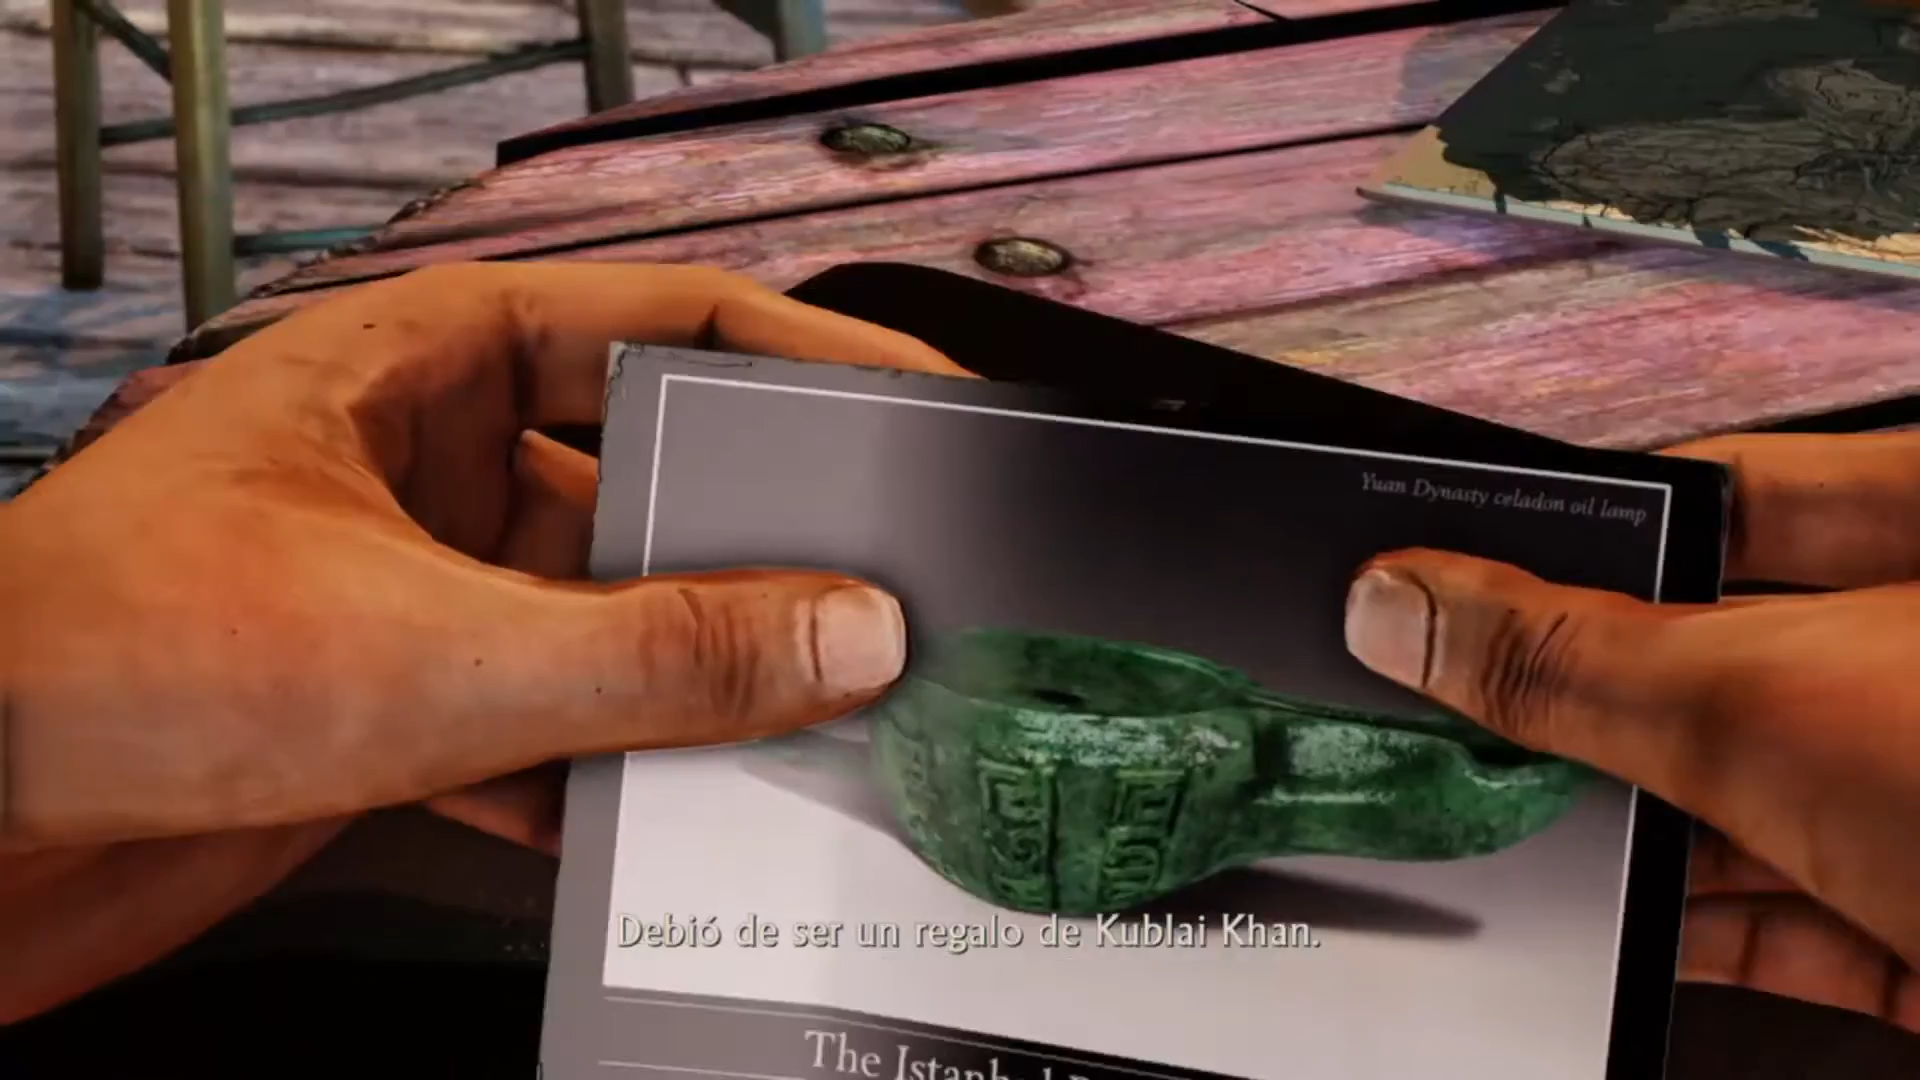 Yuan Dynasty celadon oil lamp
Debió de ser un regalo de Kublai Khan.
The